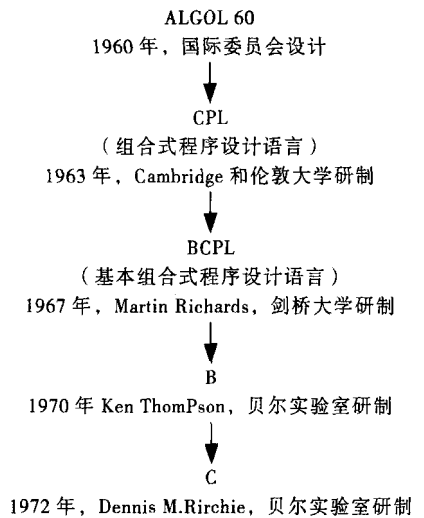 ALGOL 60
1960 年，国际委员会设计
CPL
（组合式程序设计语言）
1963 年，Cambridge 和伦敦大学研制
BCPL
（基本组合式程序设计语言）
1967 年，Martin Richards，剑桥大学研制
B
1970 年 Ken ThomPson，贝尔实验室研制
C
1972 年，Dennis M.Rirchie，贝尔实验室研制